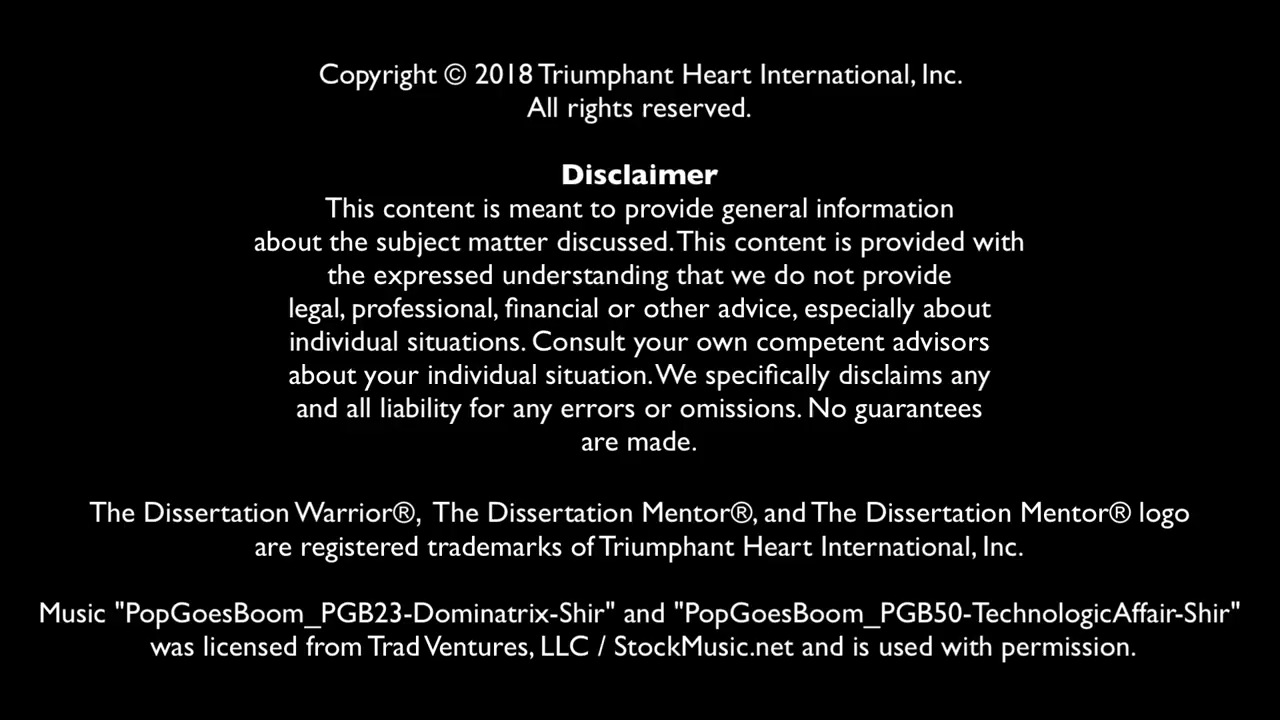 Copyright © 2018 Triumphant Heart International, Inc.
All rights reserved.
Disclaimer
This content is meant to provide general information
about the subject matter discussed. This content is provided with
the expressed understanding that we do not provide
legal, professional, financial or other advice, especially about
individual situations. Consult your own competent advisors
about your individual situation. We specifically disclaims any
and all liability for any errors or omissions. No guarantees
are made.
The Dissertation Warrior®, The Dissertation Mentor®, and The Dissertation Mentor® logo
are registered trademarks of Triumphant Heart International, Inc.
Music "PopGoesBoom_PGB23-Dominatrix-Shir" and "PopGoesBoom_PGB50-TechnologicAffair-Shir"
was licensed from Trad Ventures, LLC / StockMusic.net and is used with permission.